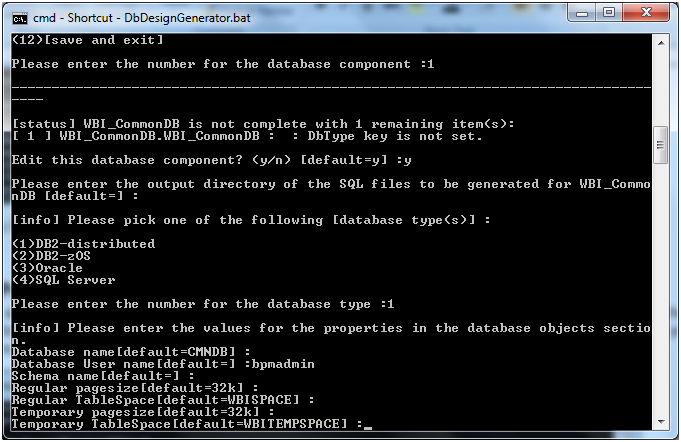 cmd - Shortcut - DbDesignGenerator.bat
(12)[save and exit]
Please enter the number for the database component :1
--------------------------------------------------------------------------------
----
[status] WBI_CommonDB is not complete with 1 remaining item(s):
[ 1 ] WBI_CommonDB.WBI_CommonDB :  : DbType key is not set.
Edit this database component? (y/n) [default=y] :y
Please enter the output directory of the SQL files to be generated for WBI_Commo
nDB [default=] :
[info] Please pick one of the following [database type(s)] :
(1)DB2-distributed
(2)DB2-zOS
(3)Oracle
(4)SQL Server
Please enter the number for the database type :1
[info] Please enter the values for the properties in the database objects sectio
n.
Database name[default=CMNDB] :
Database User name[default=] :bpmadmin
Schema name[default=] :
Regular pagesize[default=32k] :
Regular TableSpace[default=WBISPACE] :
Temporary pagesize[default=32k] :
Temporary TableSpace[default=WBITEMPSPACE] :_